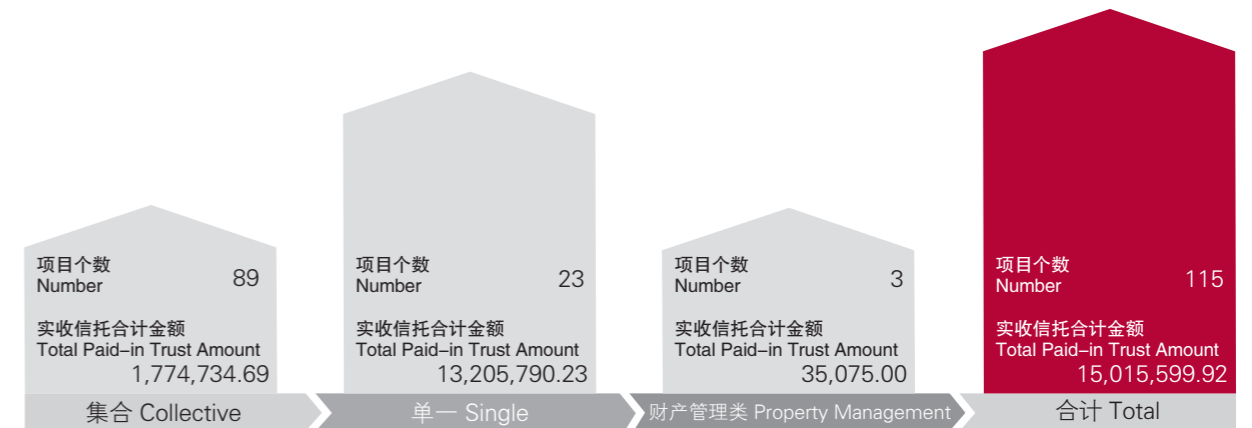 项目个数
Number 89
实收信托合计金额
Total Paid–in Trust Amount
1,774,734.69
集合 Collective
项目个数
Number 23
实收信托合计金额
Total Paid–in Trust Amount
13,205,790.23
单一 Single
项目个数
Number 3
实收信托合计金额
Total Paid–in Trust Amount
35,075.00
财产管理类 Property Management
项目个数
Number 115
实收信托合计金额
Total Paid–in Trust Amount
15,015,599.92
合计 Total